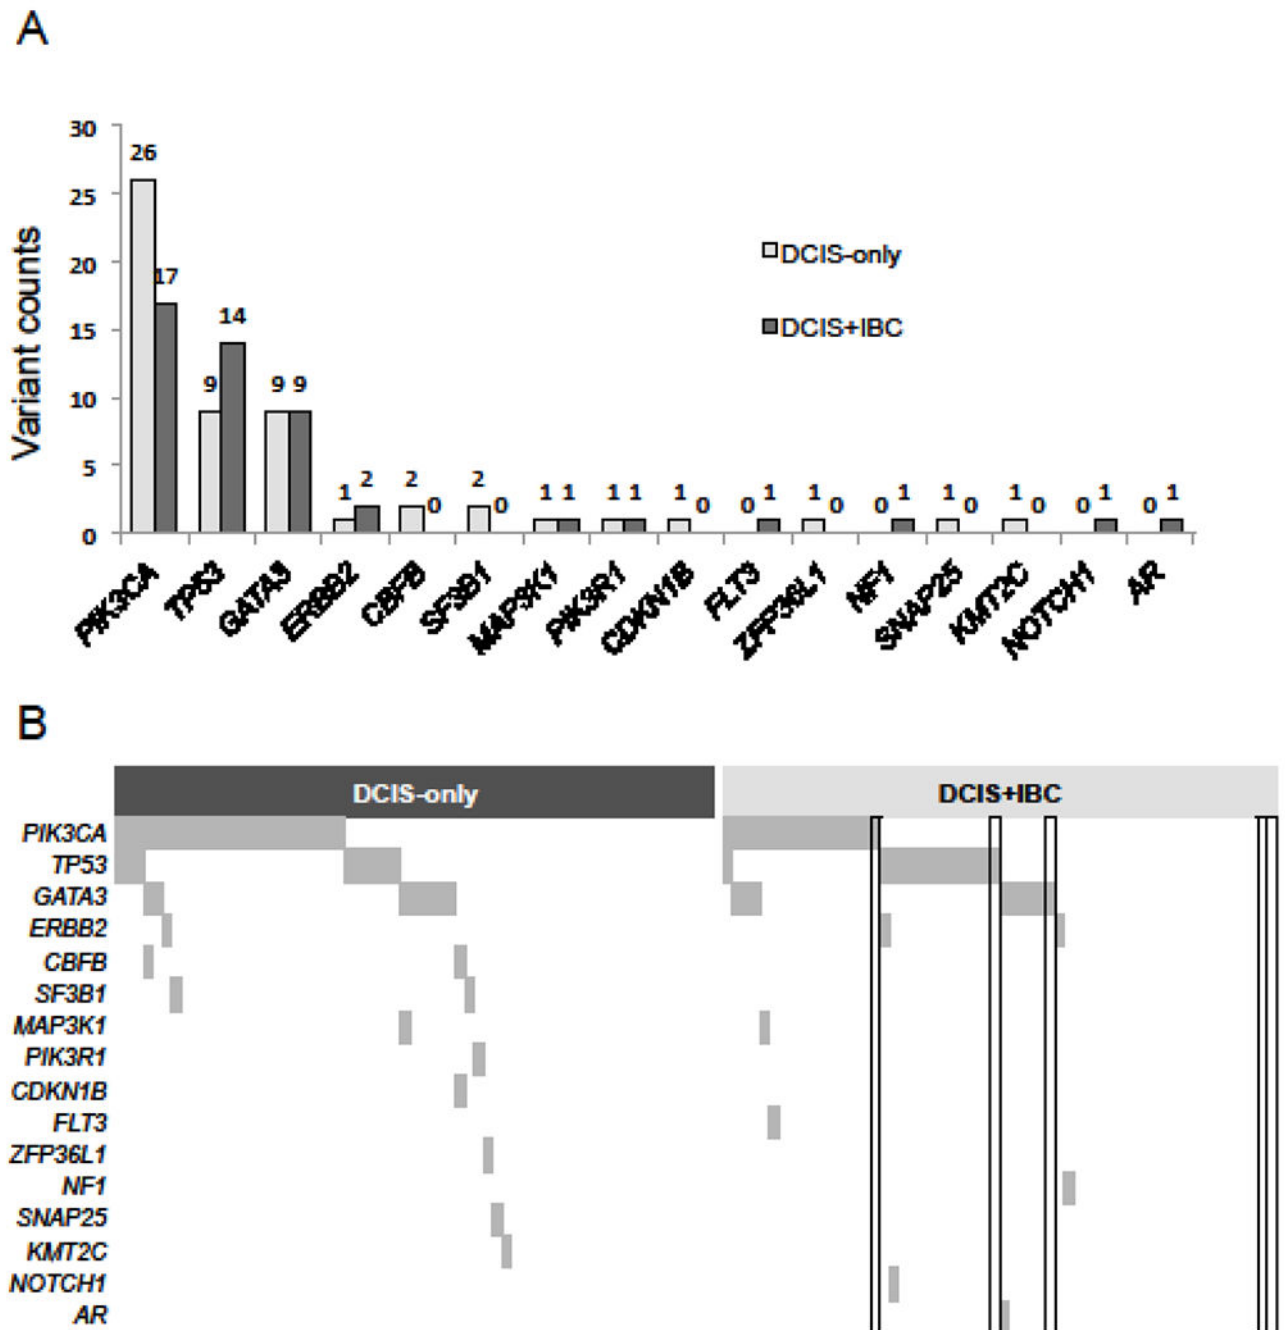 A
30
25
20
15
10
5
0
Variant counts
26 17 9 14 9 9 1 2 2 0 2 0 1 1 1 1 1 0 0 1 1 0 0 1 1 0 1 0 0 1 0 1
DCIS-only
DCIS+IBC
PIK3CA TP53 GATA3 ERBB2 CBFB SF3B1 MAP3K1 PIK3R1 CDKN1B FLT3 ZFP36L1 NF1 SNAP25 KMT2C NOTCH1 AR
B
DCIS-only DCIS+IBC
PIK3CA
TP53
GATA3
ERBB2
CBFB
SF3B1
MAP3K1
PIK3R1
CDKN1B
FLT3
ZFP36L1
NF1
SNAP25
KMT2C
NOTCH1
AR